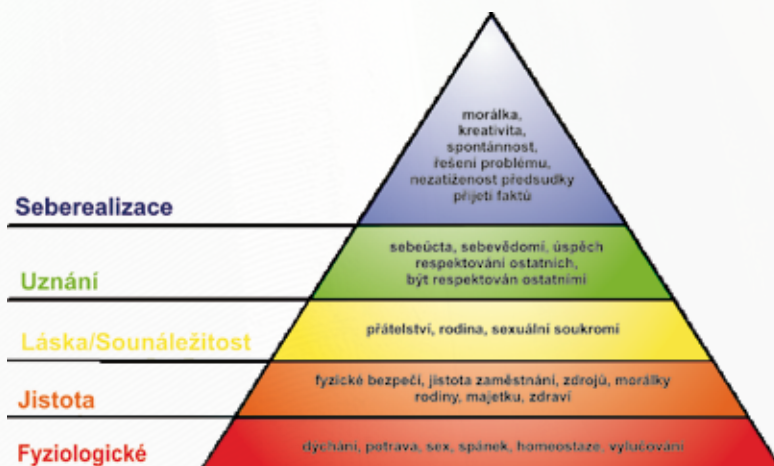 morálka,
kreativita,
spontánnost,
řešení problému,
nezatíženost předsudky
přijetí faktů
Seberealizace
sebeúcta, sebevědomí, úspěch
respektování ostatních,
být respektován ostatními
Uznání
přátelství, rodina, sexuální soukromí
Láska/Sounáležitost
fyzické bezpečí, jistota zaměstnání, zdrojů, morálky
rodiny, majetku, zdraví
Jistota
dýchání, potrava, sex, spánek, homeostaze, vylučování
Fyziologické